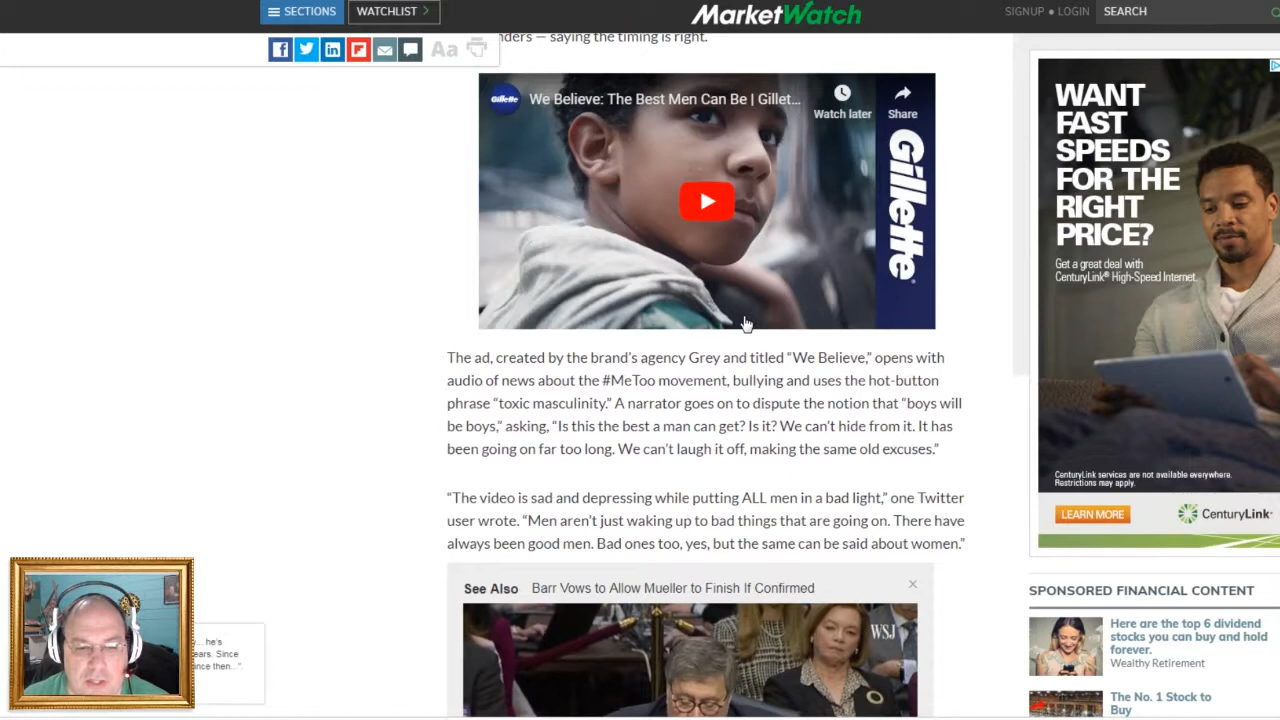 SECTIONS
WATCHLIST >
MarketWatch
SIGNUP • LOGIN
SEARCH
nders — saying the timing is right.
Aa
Gillette
We Believe: The Best Men Can Be | Gillet...
Watch later
Share
Gillette
The ad, created by the brand's agency Grey and titled “We Believe,” opens with
audio of news about the #MeToo movement, bullying and uses the hot-button
phrase “toxic masculinity.” A narrator goes on to dispute the notion that “boys will
be boys,” asking, “Is this the best a man can get? Is it? We can't hide from it. It has
been going on far too long. We can't laugh it off, making the same old excuses.”
“The video is sad and depressing while putting ALL men in a bad light,” one Twitter
user wrote. “Men aren't just waking up to bad things that are going on. There have
always been good men. Bad ones too, yes, but the same can be said about women.”
See Also
Barr Vows to Allow Mueller to Finish If Confirmed
WSJ
WANT
FAST
SPEEDS
FOR THE
RIGHT
PRICE?
Get a great deal with
CenturyLink® High-Speed Internet.
CenturyLink services are not available everywhere.
Restrictions may apply.
LEARN MORE
CenturyLink
SPONSORED FINANCIAL CONTENT
Here are the top 6 dividend
stocks you can buy and hold
forever.
Wealthy Retirement
The No. 1 Stock to
Buy
... he's
ears. Since
nce then...".